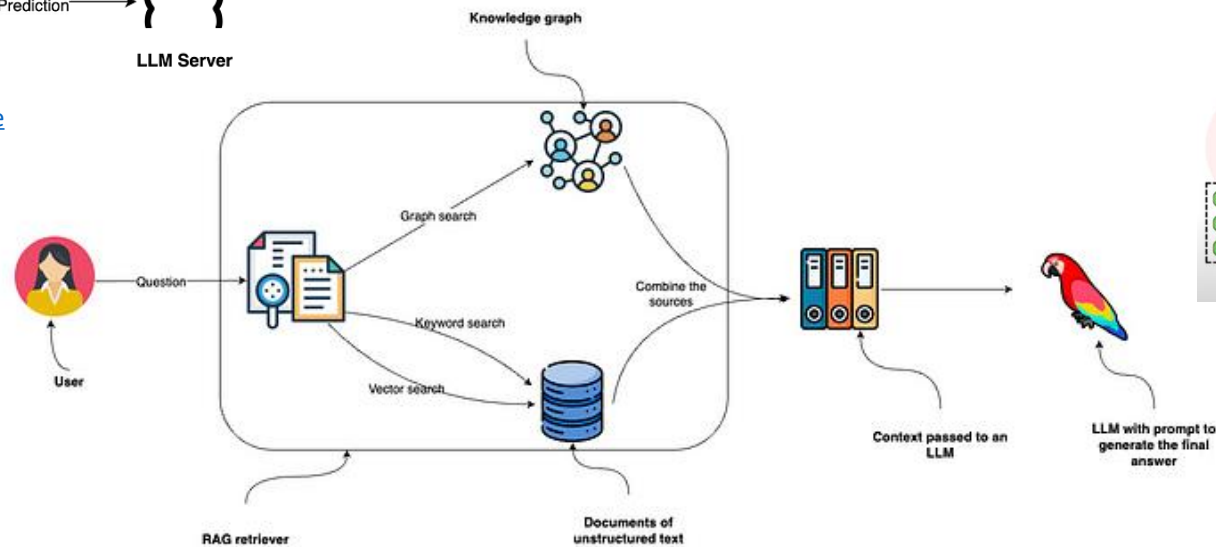 Prediction
LLM Server
e
Knowledge graph
Graph search
Question
Combine the
sources
Keyword search
Vector search
User
Context passed to an
LLM
LLM with prompt to
generate the final
answer
RAG retriever
Documents of
unstructured text